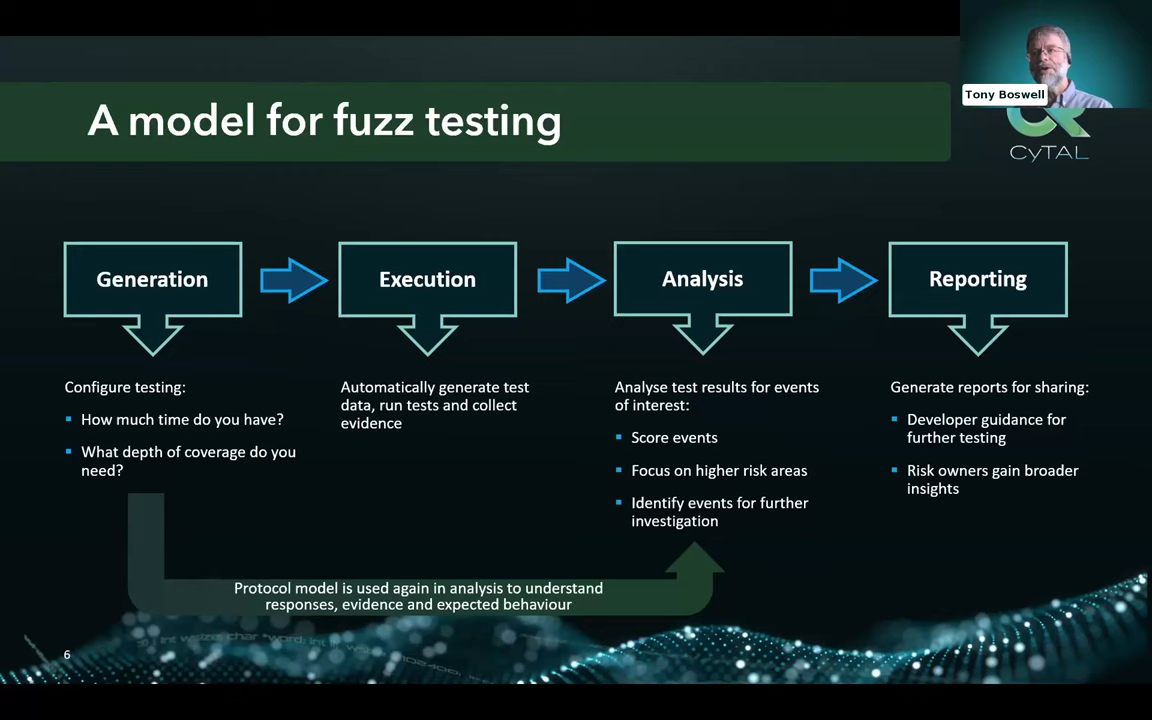 Tony Boswell
A model for fuzz testing
CyTAL
Generation
Execution
Analysis
Reporting
Configure testing:
How much time do you have?
What depth of coverage do you
need?
Automatically generate test
data, run tests and collect
evidence
Analyse test results for events
of interest:
Score events
Focus on higher risk areas
Identify events for further
investigation
Generate reports for sharing:
Developer guidance for
further testing
Risk owners gain broader
insights
Protocol model is used again in analysis to understand
responses, evidence and expected behaviour
6